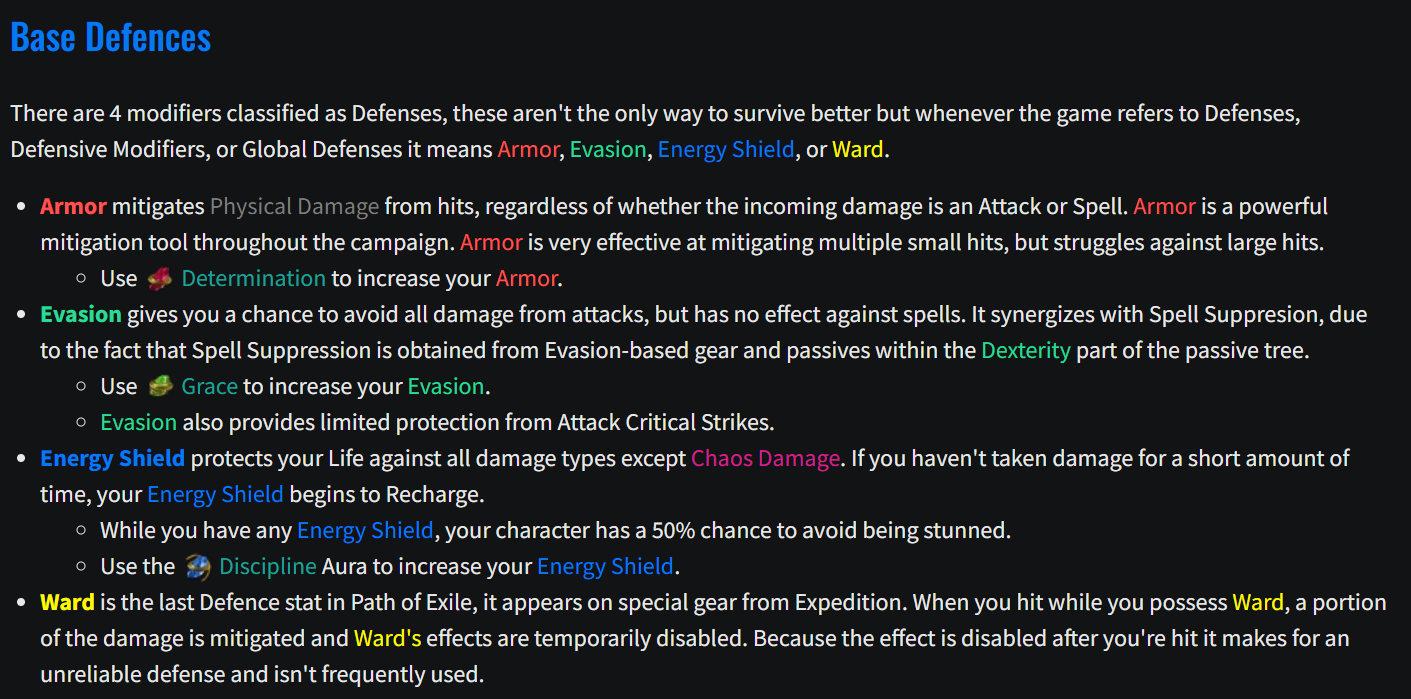 Base Defences
There are 4 modifiers classified as Defenses, these aren't the only way to survive better but whenever the game refers to Defenses,
Defensive Modifiers, or Global Defenses it means Armor, Evasion, Energy Shield, or Ward.
• Armor mitigates Physical Damage from hits, regardless of whether the incoming damage is an Attack or Spell. Armor is a powerful
mitigation tool throughout the campaign. Armor is very effective at mitigating multiple small hits, but struggles against large hits.
◦ Use Determination to increase your Armor.
• Evasion gives you a chance to avoid all damage from attacks, but has no effect against spells. It synergizes with Spell Suppresion, due
to the fact that Spell Suppression is obtained from Evasion-based gear and passives within the Dexterity part of the passive tree.
◦ Use Grace to increase your Evasion.
◦ Evasion also provides limited protection from Attack Critical Strikes.
• Energy Shield protects your Life against all damage types except Chaos Damage. If you haven't taken damage for a short amount of
time, your Energy Shield begins to Recharge.
◦ While you have any Energy Shield, your character has a 50% chance to avoid being stunned.
◦ Use the Discipline Aura to increase your Energy Shield.
• Ward is the last Defence stat in Path of Exile, it appears on special gear from Expedition. When you hit while you possess Ward, a portion
of the damage is mitigated and Ward's effects are temporarily disabled. Because the effect is disabled after you're hit it makes for an
unreliable defense and isn't frequently used.